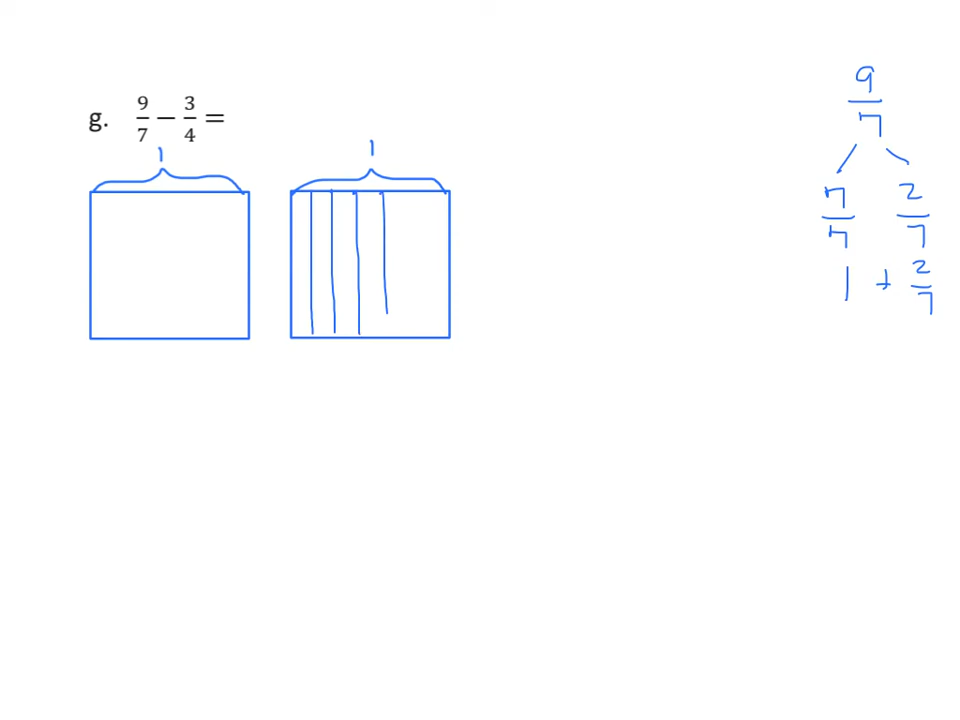 g. 9/7 − 3/4 =
1
1
9/7
7/7 2/7
1 + 2/7